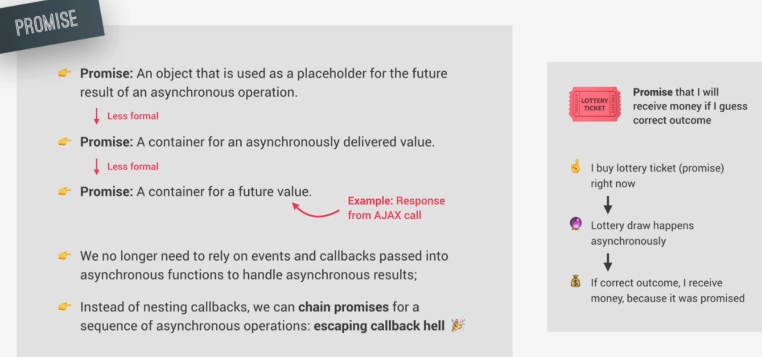 PROMISE
Promise: An object that is used as a placeholder for the future
result of an asynchronous operation.
Less formal
Promise: A container for an asynchronously delivered value.
Less formal
Promise: A container for a future value.
Example: Response
from AJAX call
We no longer need to rely on events and callbacks passed into
asynchronous functions to handle asynchronous results;
Instead of nesting callbacks, we can chain promises for a
sequence of asynchronous operations: escaping callback hell 🎉
LOTTERY
TICKET
Promise that I will
receive money if I guess
correct outcome
I buy lottery ticket (promise)
right now
Lottery draw happens
asynchronously
If correct outcome, I receive
money, because it was promised